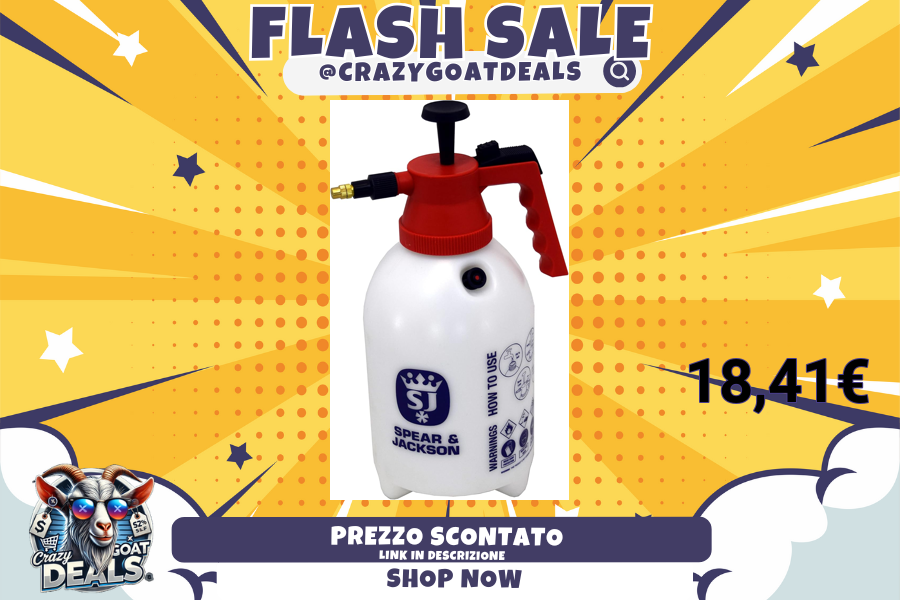 FLASH SALE
@CRAZYGOATDEALS
SJ
SPEAR &
JACKSON
HOW TO USE
WARNINGS
18,41€
$
52%
Crazy
GOAT
DEALS
PREZZO SCONTATO
LINK IN DESCRIZIONE
SHOP NOW